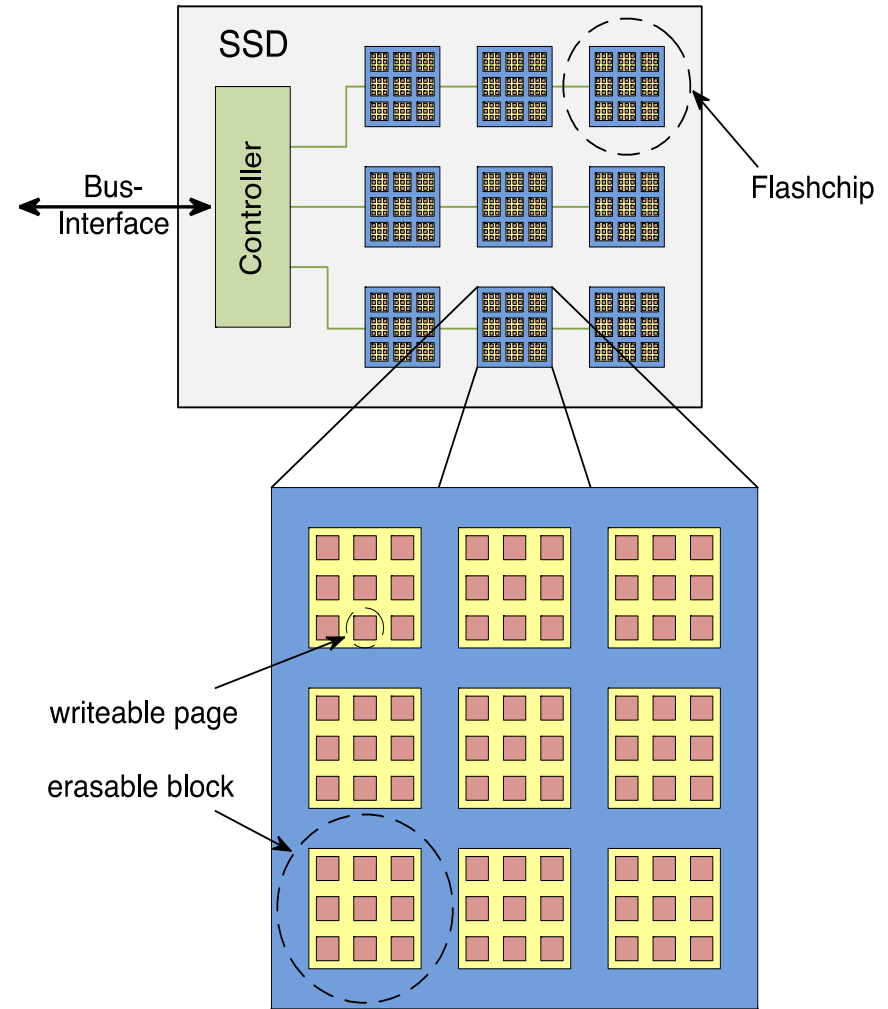 SSD
Controller
Bus-
Interface
Flashchip
writeable page
erasable block